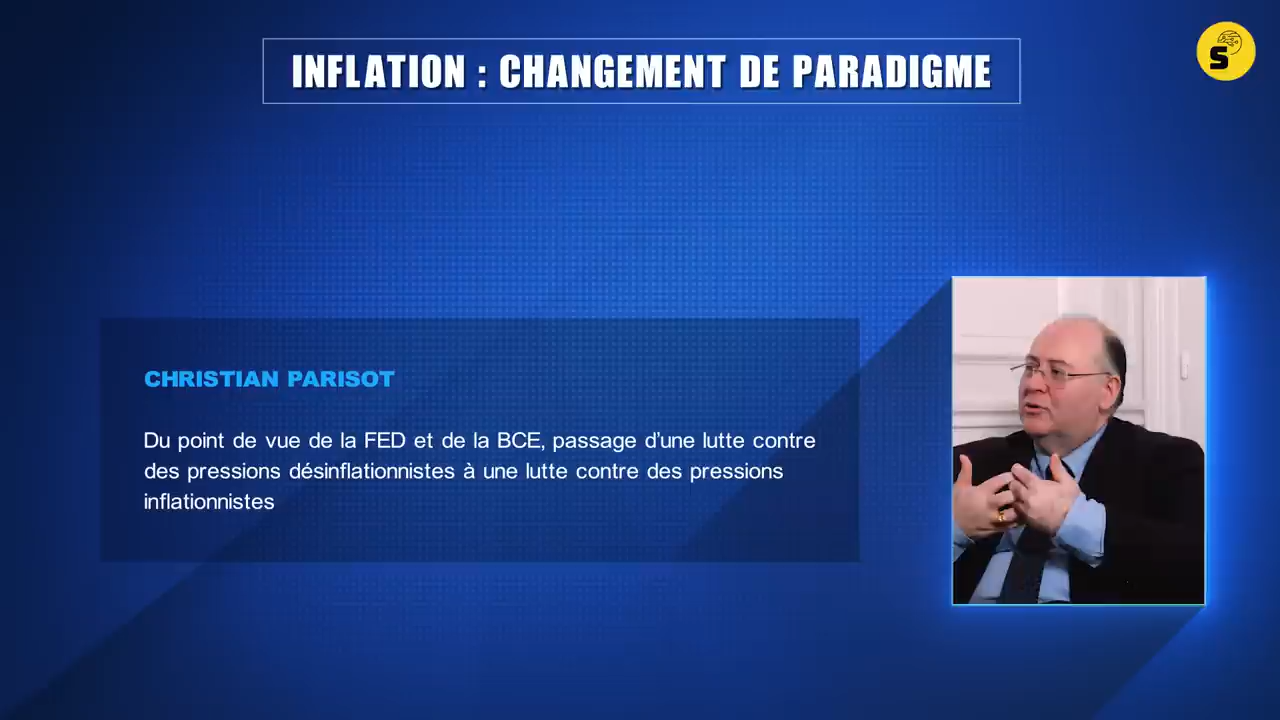 INFLATION : CHANGEMENT DE PARADIGME
S
CHRISTIAN PARISOT
Du point de vue de la FED et de la BCE, passage d'une lutte contre
des pressions désinflationnistes à une lutte contre des pressions
inflationnistes